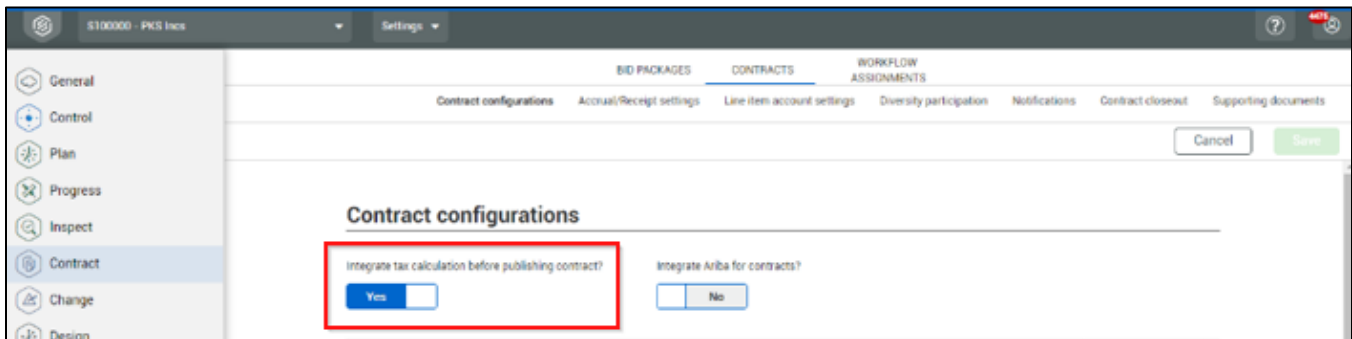 S100000 - PKS Incs
Settings
?
4475
General
Control
Plan
Progress
Inspect
Contract
Change
Design
BID PACKAGES
CONTRACTS
WORKFLOW
ASSIGNMENTS
Contract configurations
Accrual/Receipt settings
Line item account settings
Diversity participation
Notifications
Contract closeout
Supporting documents
Cancel
Save
Contract configurations
Integrate tax calculation before publishing contract?
Yes
Integrate Ariba for contracts?
No